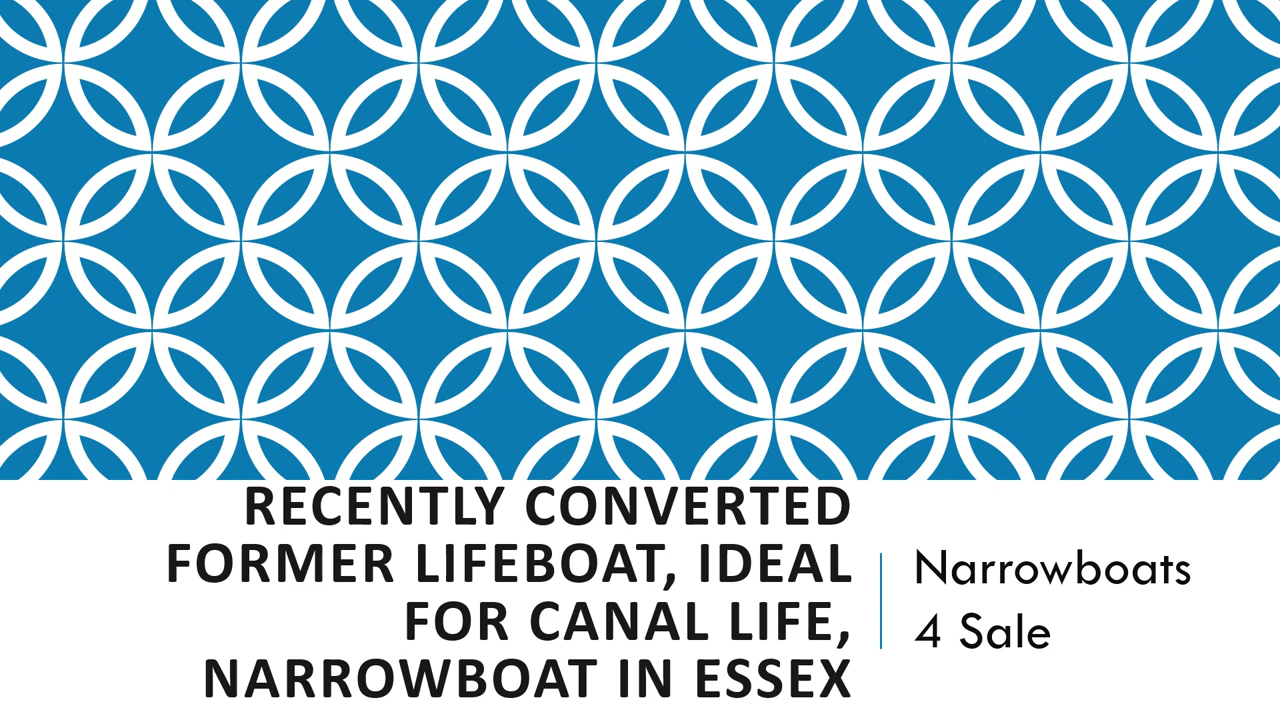 RECENTLY CONVERTED
FORMER LIFEBOAT, IDEAL
FOR CANAL LIFE,
NARROWBOAT IN ESSEX
Narrowboats
4 Sale